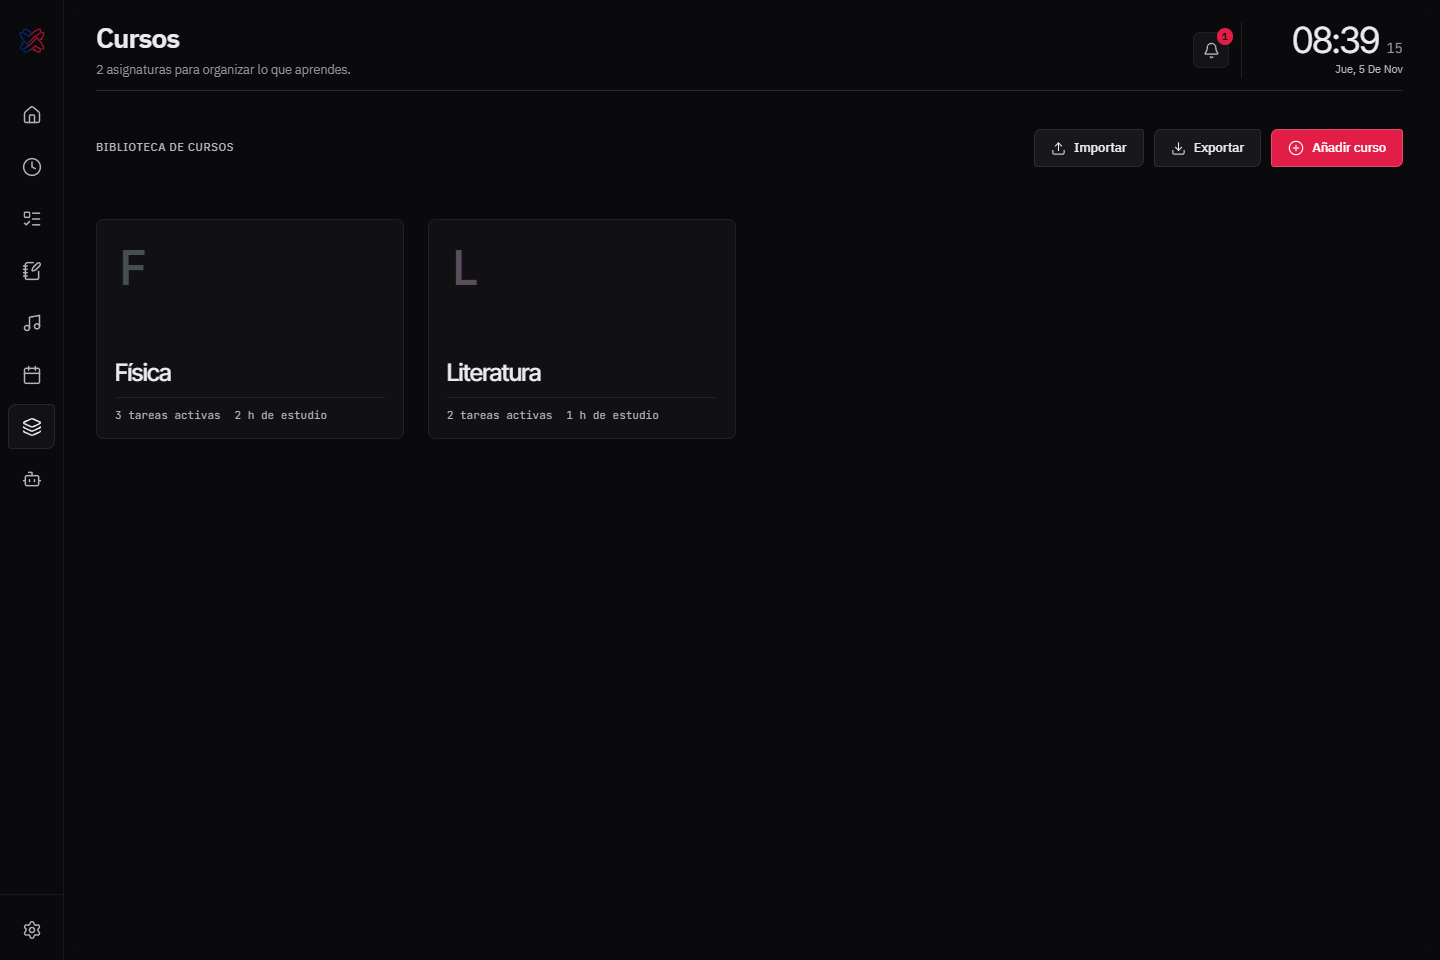 Cursos
2 asignaturas para organizar lo que aprendes.
1
08:39 15
Jue, 5 De Nov
BIBLIOTECA DE CURSOS
Importar
Exportar
Añadir curso
F
Física
3 tareas activas 2 h de estudio
L
Literatura
2 tareas activas 1 h de estudio